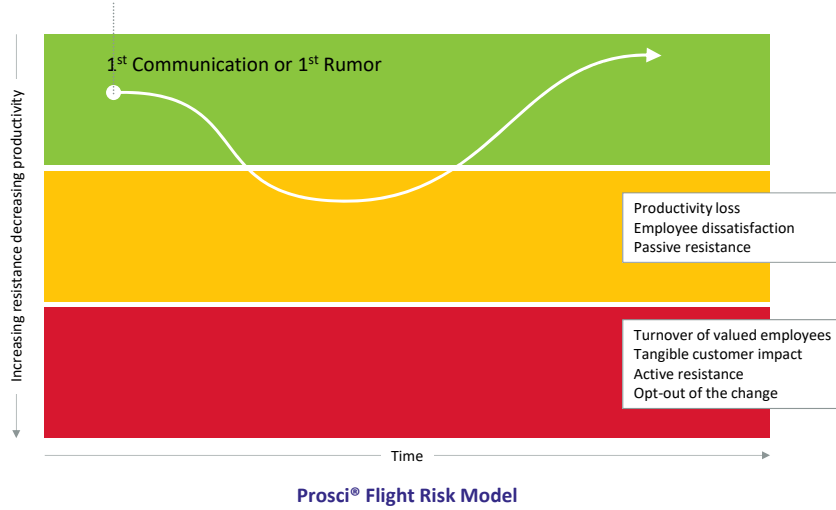 1st Communication or 1st Rumor
Increasing resistance decreasing productivity
Productivity loss
Employee dissatisfaction
Passive resistance
Turnover of valued employees
Tangible customer impact
Active resistance
Opt-out of the change
Time
Prosci® Flight Risk Model